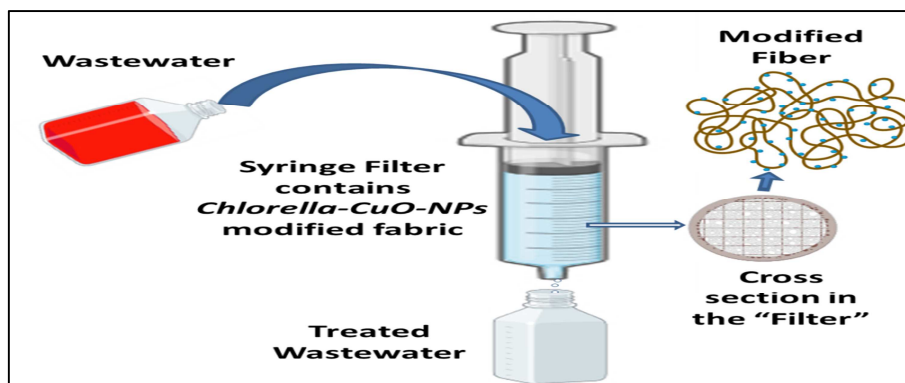 Wastewater
Modified
Fiber
Syringe Filter
contains
Chlorella-CuO-NPs
modified fabric
Cross
section in
the “Filter”
Treated
Wastewater